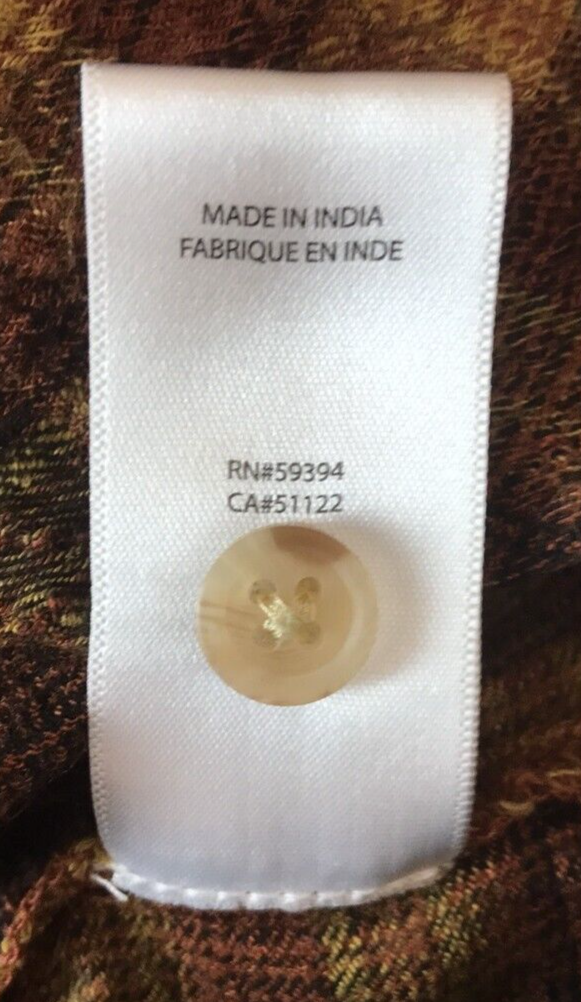 MADE IN INDIA
FABRIQUE EN INDE
RN#59394
CA#51122